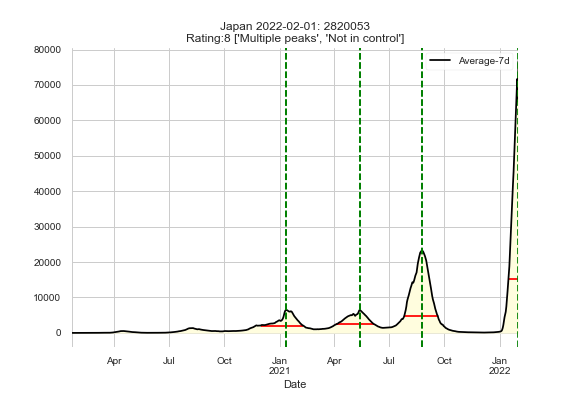 Japan 2022-02-01: 2820053
Rating:8 ['Multiple peaks', 'Not in control']
80000
70000
60000
50000
40000
30000
20000
10000
0
Average-7d
Apr
Jul
Oct
Jan
2021
Apr
Jul
Oct
Jan
2022
Date